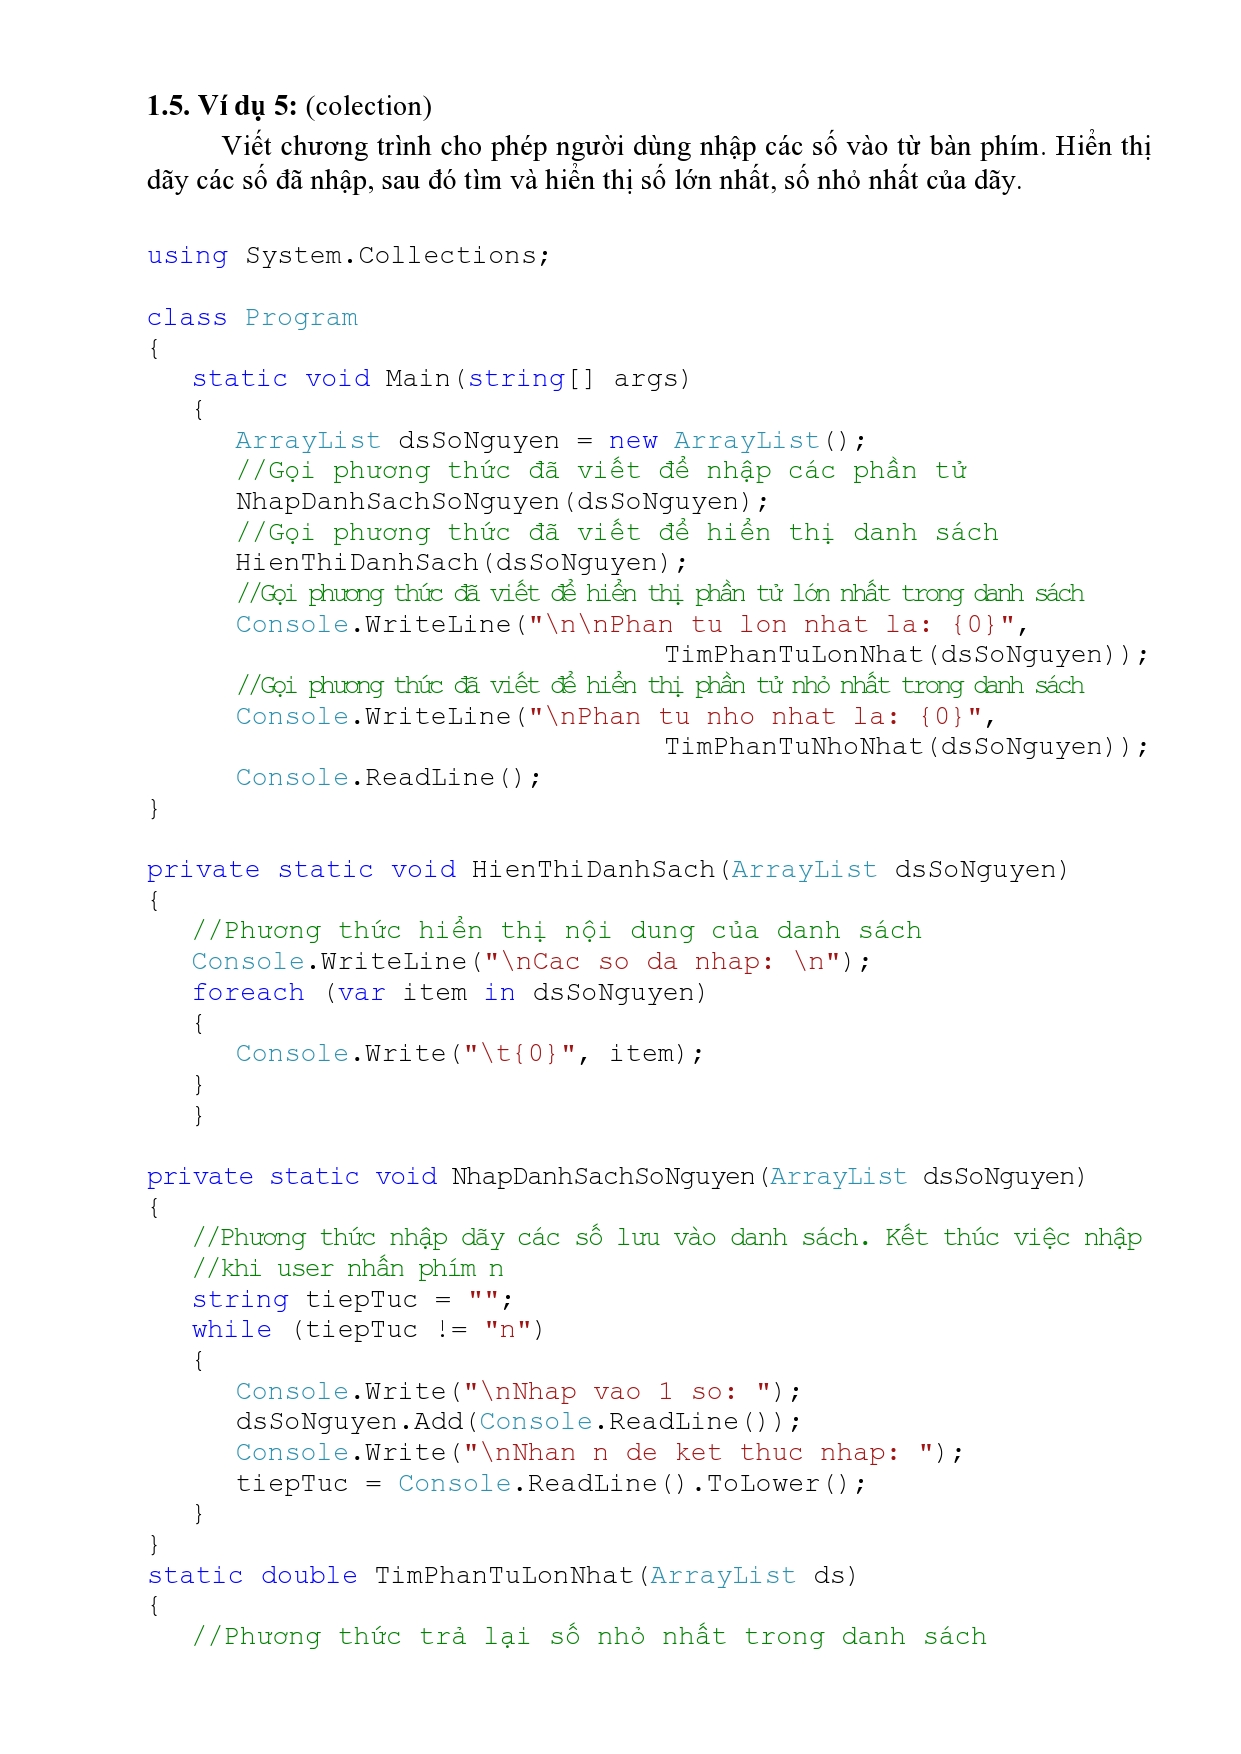 1.5. Ví dụ 5: (colection)
Viết chương trình cho phép người dùng nhập các số vào từ bàn phím. Hiển thị
dãy các số đã nhập, sau đó tìm và hiển thị số lớn nhất, số nhỏ nhất của dãy.
using System.Collections;
class Program
{
static void Main(string[] args)
{
ArrayList dsSoNguyen = new ArrayList();
//Gọi phương thức đã viết để nhập các phần tử
NhapDanhSachSoNguyen(dsSoNguyen);
//Gọi phương thức đã viết để hiển thị danh sách
HienThiDanhSach(dsSoNguyen);
//Gọi phương thức đã viết để hiển thị phần tử lớn nhất trong danh sách
Console.WriteLine("\n\nPhan tu lon nhat la: {0}",
TimPhanTuLonNhat(dsSoNguyen));
//Gọi phương thức đã viết để hiển thị phần tử nhỏ nhất trong danh sách
Console.WriteLine("\nPhan tu nho nhat la: {0}",
TimPhanTuNhoNhat(dsSoNguyen));
Console.ReadLine();
}
private static void HienThiDanhSach(ArrayList dsSoNguyen)
{
//Phương thức hiển thị nội dung của danh sách
Console.WriteLine("\nCac so da nhap: \n");
foreach (var item in dsSoNguyen)
{
Console.Write("\t{0}", item);
}
}
private static void NhapDanhSachSoNguyen(ArrayList dsSoNguyen)
{
//Phương thức nhập dãy các số lưu vào danh sách. Kết thúc việc nhập
//khi user nhấn phím n
string tiepTuc = "";
while (tiepTuc != "n")
{
Console.Write("\nNhap vao 1 so: ");
dsSoNguyen.Add(Console.ReadLine());
Console.Write("\nNhan n de ket thuc nhap: ");
tiepTuc = Console.ReadLine().ToLower();
}
}
static double TimPhanTuLonNhat(ArrayList ds)
{
//Phương thức trả lại số nhỏ nhất trong danh sách